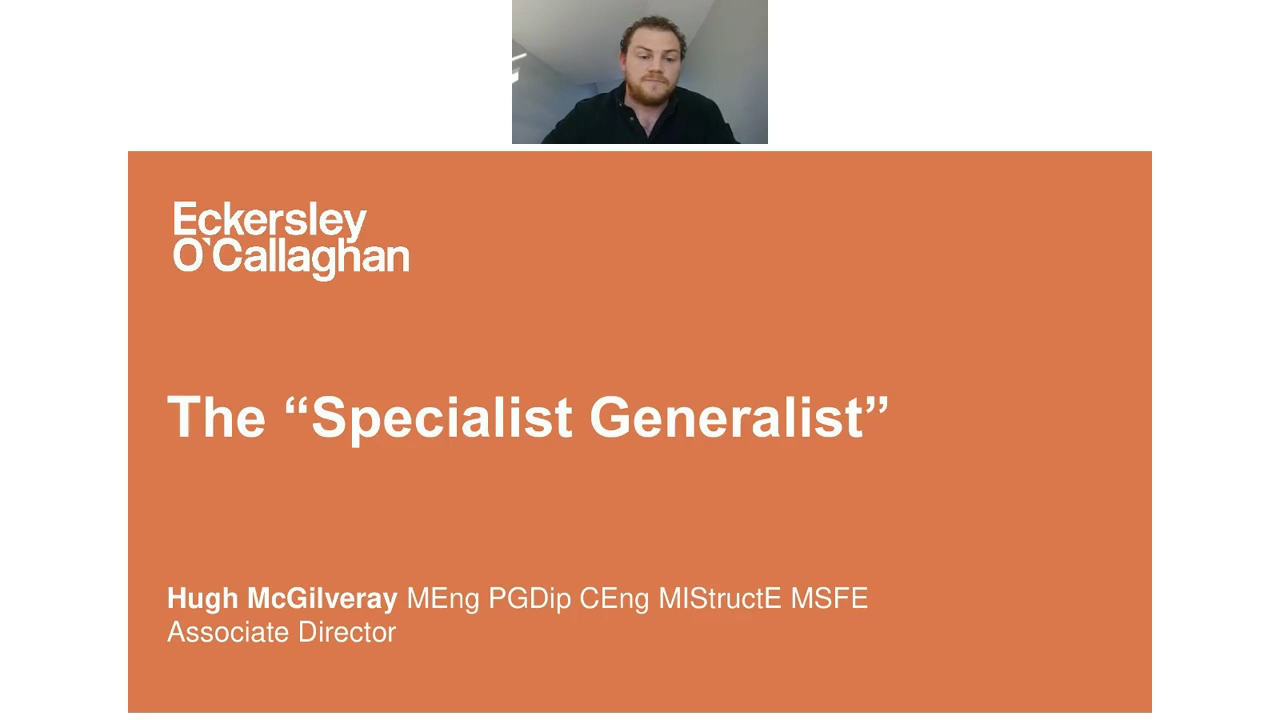 Eckersley
O'Callaghan
The “Specialist Generalist”
Hugh McGilveray MEng PGDip CEng MIStructE MSFE
Associate Director